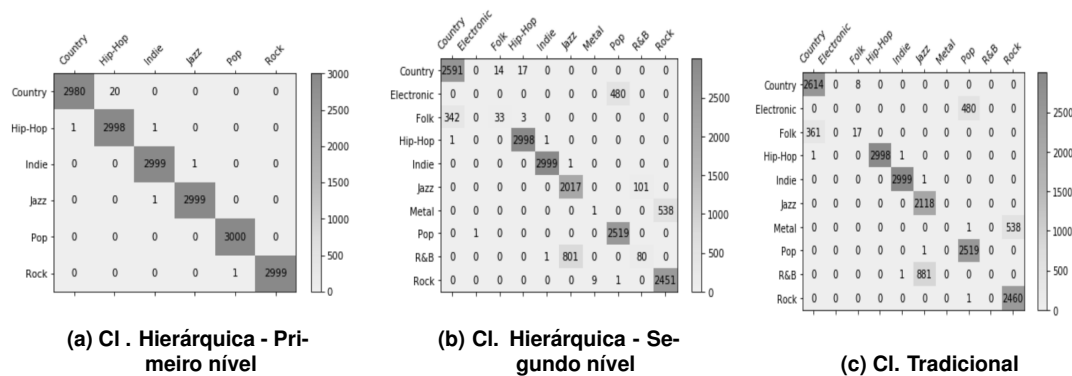 Country Hip-Hop Indie Jazz Pop Rock
Country 2980 20 0 0 0 0
Hip-Hop 1 2998 1 0 0 0
Indie 0 0 2999 1 0 0
Jazz 0 0 1 2999 0 0
Pop 0 0 0 0 3000 0
Rock 0 0 0 0 1 2999
3000
2500
2000
1500
1000
500
0
(a) Cl . Hierárquica - Pri-
meiro nível
Country Electronic Folk Hip-Hop Indie Jazz Metal Pop R&B Rock
Country 2591 0 14 17 0 0 0 0 0 0
Electronic 0 0 0 0 0 0 0 480 0 0
Folk 342 0 33 3 0 0 0 0 0 0
Hip-Hop 1 0 0 2998 1 0 0 0 0 0
Indie 0 0 0 0 2999 1 0 0 0 0
Jazz 0 0 0 0 0 2017 0 0 101 0
Metal 0 0 0 0 0 0 1 0 0 538
Pop 0 1 0 0 0 0 0 2519 0 0
R&B 0 0 0 0 1 801 0 0 80 0
Rock 0 0 0 0 0 0 9 1 0 2451
2500
2000
1500
1000
500
0
(b) Cl. Hierárquica - Se-
gundo nível
Country Electronic Folk Hip-Hop Indie Jazz Metal Pop R&B Rock
Country 2614 0 8 0 0 0 0 0 0 0
Electronic 0 0 0 0 0 0 0 480 0 0
Folk 361 0 17 0 0 0 0 0 0 0
Hip-Hop 1 0 0 2998 1 0 0 0 0 0
Indie 0 0 0 0 2999 1 0 0 0 0
Jazz 0 0 0 0 0 2118 0 0 0 0
Metal 0 0 0 0 0 0 0 1 0 538
Pop 0 0 0 0 0 1 0 2519 0 0
R&B 0 0 0 0 1 881 0 0 0 0
Rock 0 0 0 0 0 0 0 1 0 2460
2500
2000
1500
1000
500
0
(c) Cl. Tradicional